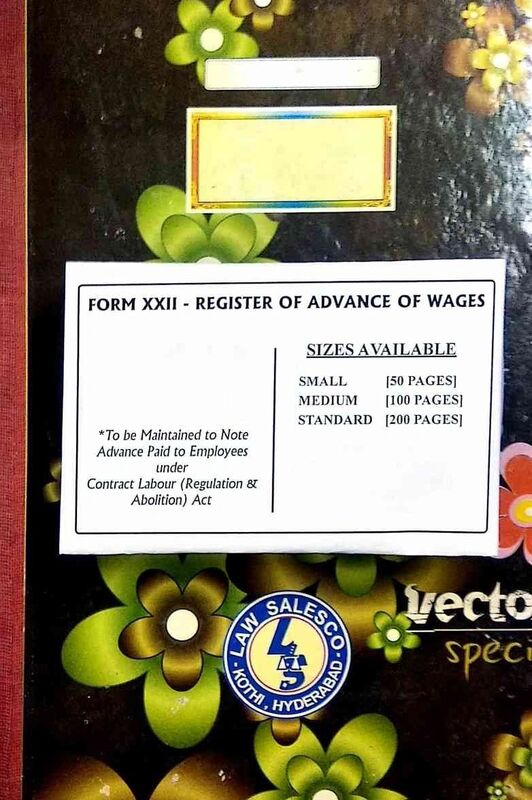 FORM XXII - REGISTER OF ADVANCE OF WAGES
*To be Maintained to Note
Advance Paid to Employees
under
Contract Labour (Regulation &
Abolition) Act
SIZES AVAILABLE
SMALL [50 PAGES]
MEDIUM [100 PAGES]
STANDARD [200 PAGES]
LAW SALESCO
LS
KOTHI, HYDERABAD
Vecto
speci